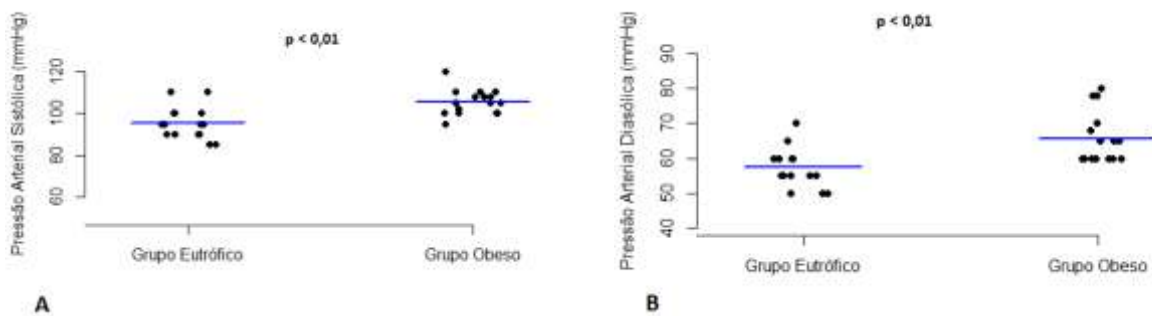 Pressão Arterial Sistólica (mmHg)
p < 0,01
120
100
80
60
Grupo Eutrófico
Grupo Obeso
A
Pressão Arterial Diasólica (mmHg)
p < 0,01
90
80
70
60
50
40
Grupo Eutrófico
Grupo Obeso
B